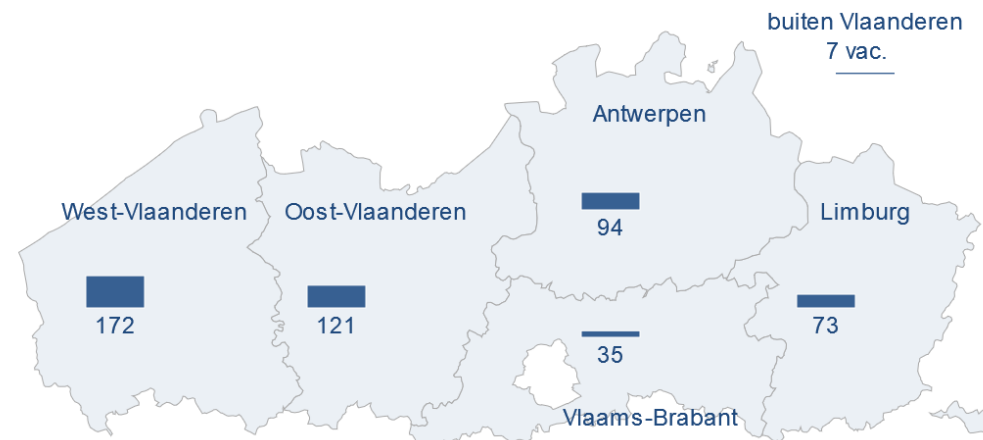 buiten Vlaanderen
7 vac.
Antwerpen
94
West-Vlaanderen
172
Oost-Vlaanderen
121
Limburg
73
35
Vlaams-Brabant